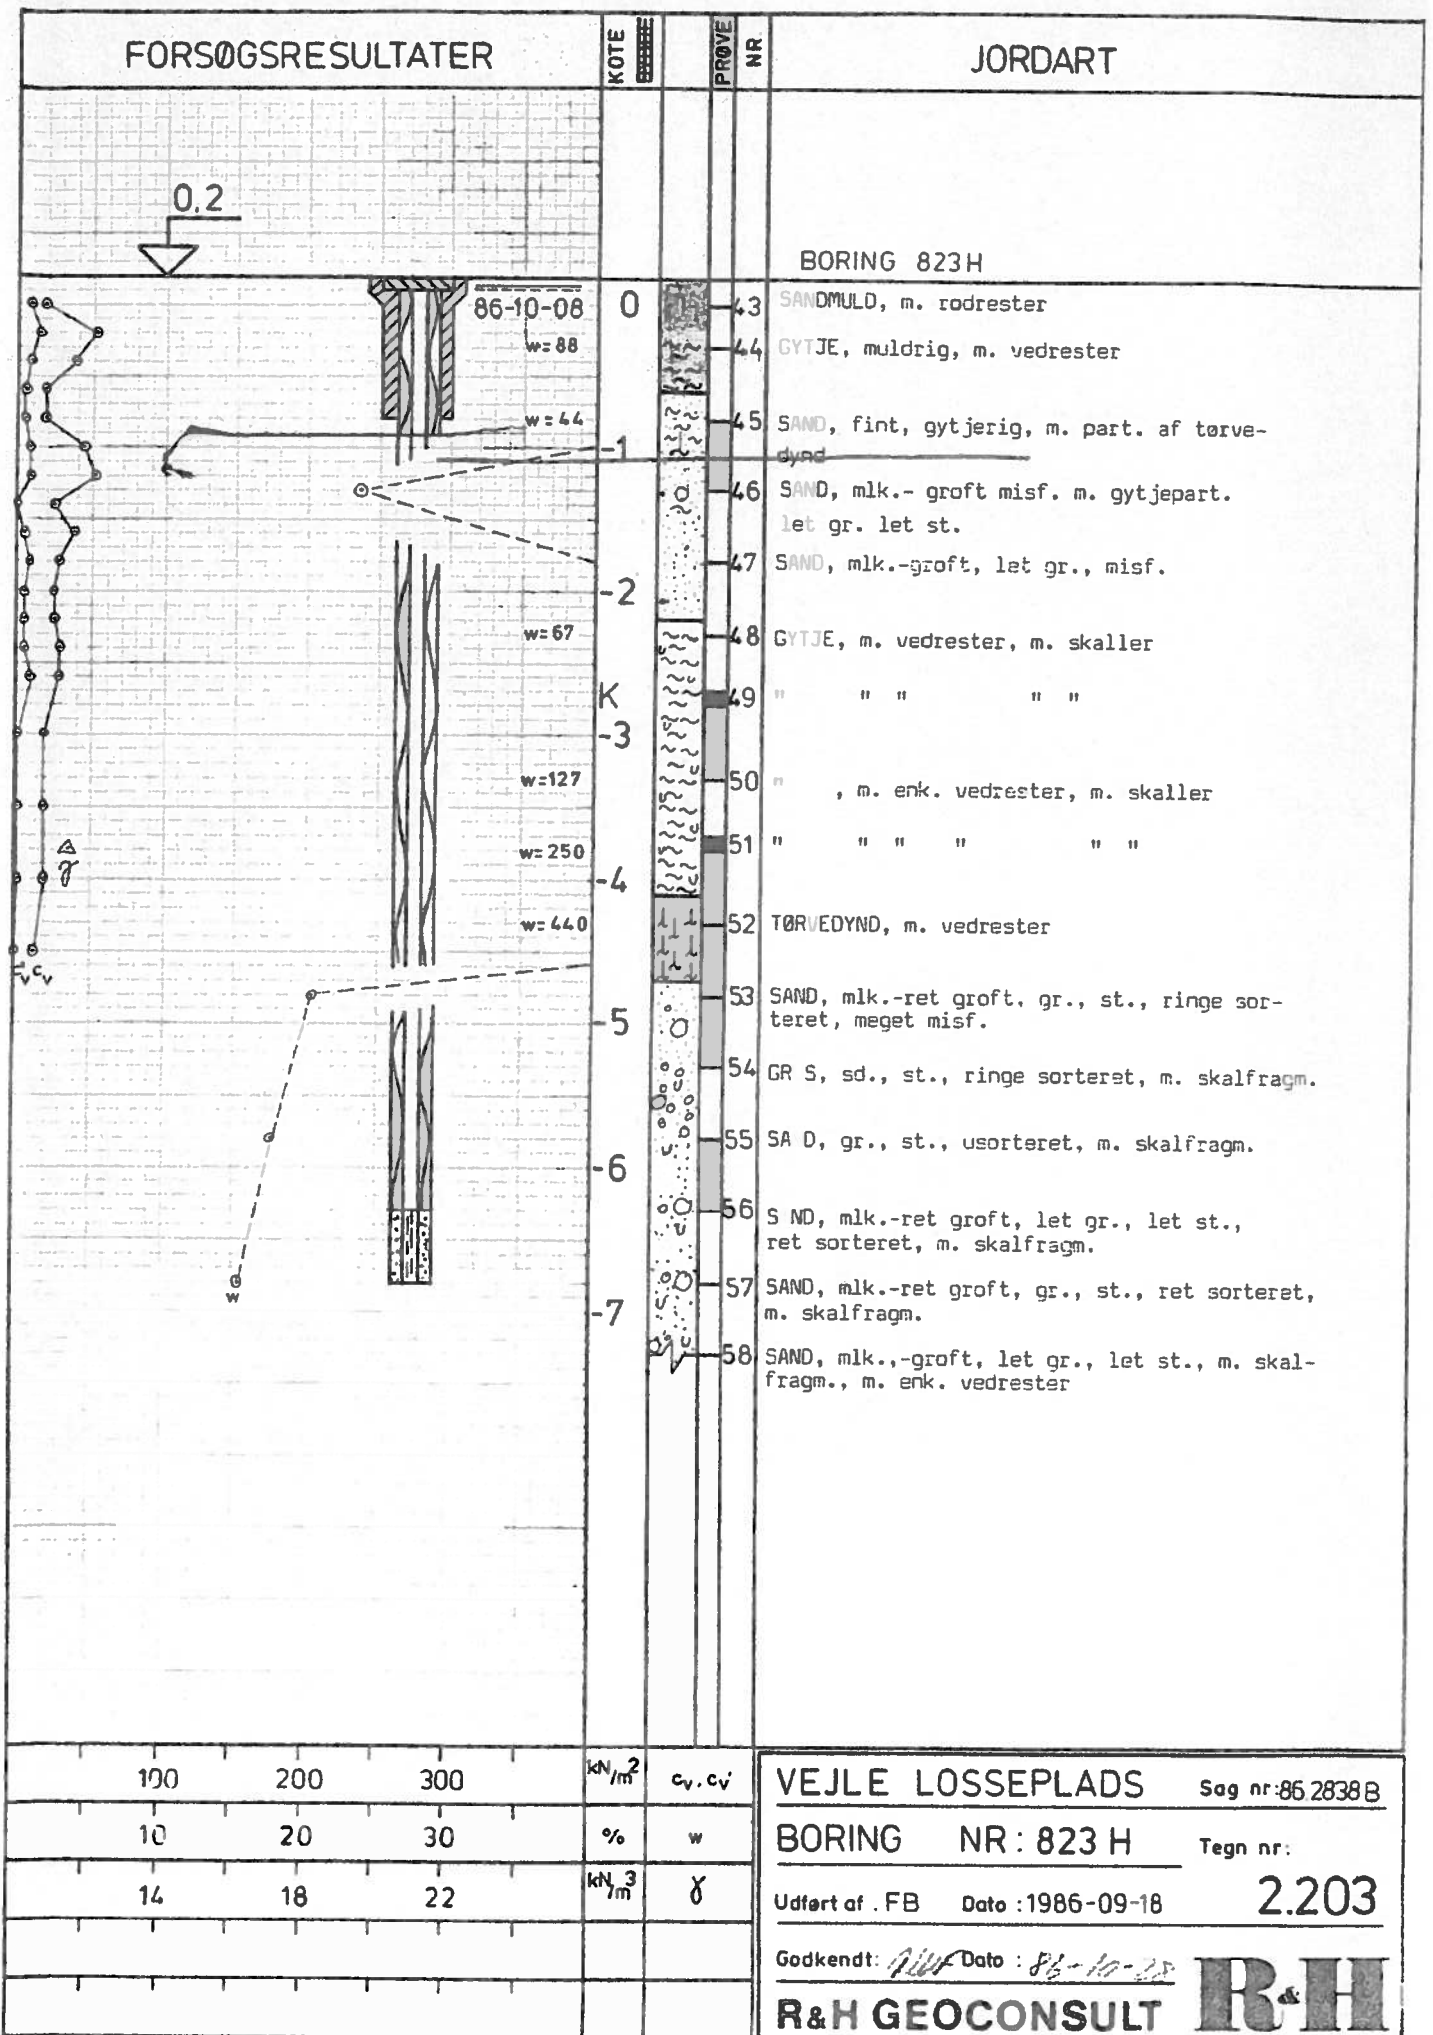 FORSØGSRESULTATER
KOTE
PRØVE
NR
JORDART
0.2
BORING 823H
86-10-08
0
43 SANDMULD, m. rodrester
w=88
44 GYTJE, muldrig, m. vedrester
w=44
45 SAND, fint, gytjerig, m. part. af tørve-
dynd
-1
46 SAND, mlk.- groft misf. m. gytjepart.
let gr. let st.
47 SAND, mlk.-groft, let gr., misf.
-2
w=67
48 GYTJE, m. vedrester, m. skaller
K
49 " " " " "
-3
w=127
50 " , m. enk. vedrester, m. skaller
w=250
51 " " " " " "
γ
-4
w=440
52 TØRVEDYND, m. vedrester
cv
53 SAND, mlk.-ret groft, gr., st., ringe sor-
teret, meget misf.
-5
54 GR S, sd., st., ringe sorteret, m. skalfragm.
55 SA D, gr., st., usorteret, m. skalfragm.
-6
56 S ND, mlk.-ret groft, let gr., let st.,
ret sorteret, m. skalfragm.
57 SAND, mlk.-ret groft, gr., st., ret sorteret,
m. skalfragm.
w
-7
58 SAND, mlk.,-groft, let gr., let st., m. skal-
fragm., m. enk. vedrester
100 200 300 kN/m² cv. cv'
10 20 30 % w
14 18 22 kN/m³ γ
VEJLE LOSSEPLADS Sag nr:86.2838B
BORING NR: 823 H Tegn nr:
2.203
Udført af . FB Dato :1986-09-18
Godkendt: Dato : 86-10-28
R&H GEOCONSULT R&H